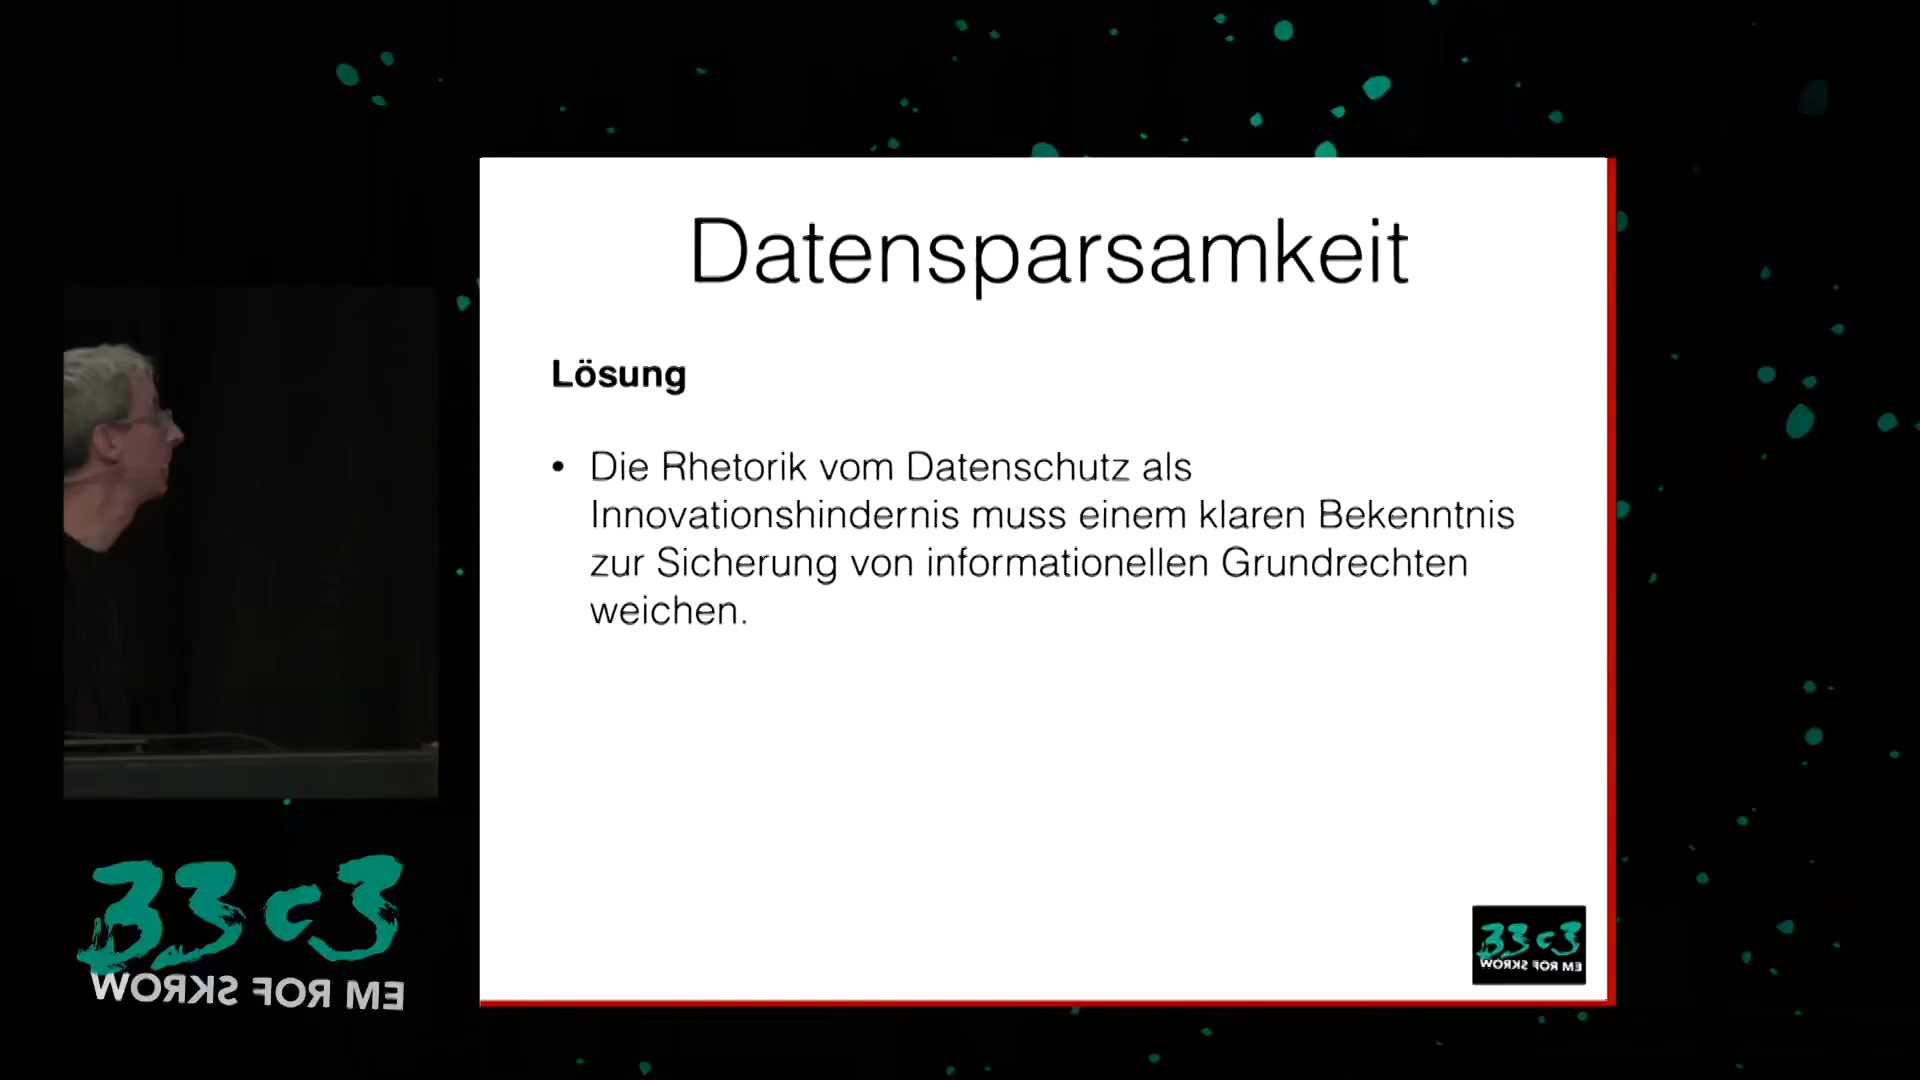 Datensparsamkeit
Lösung
• Die Rhetorik vom Datenschutz als
Innovationshindernis muss einem klaren Bekenntnis
zur Sicherung von informationellen Grundrechten
weichen.
33c3
WORKS FOR ME
33c3
WORKS FOR ME